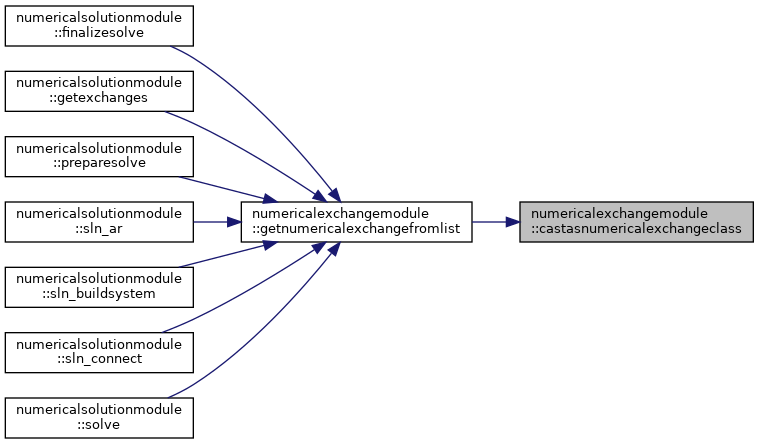 numericalsolutionmodule
::finalizesolve
numericalsolutionmodule
::getexchanges
numericalsolutionmodule
::preparesolve
numericalsolutionmodule
::sln_ar
numericalsolutionmodule
::sln_buildsystem
numericalsolutionmodule
::sln_connect
numericalsolutionmodule
::solve
numericalexchangemodule
::getnumericalexchangefromlist
numericalexchangemodule
::castasnumericalexchangeclass